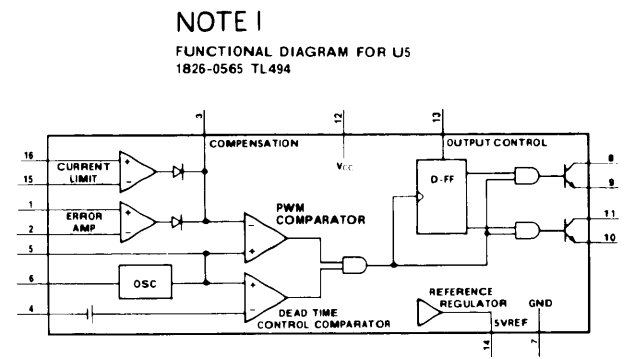 NOTE I
FUNCTIONAL DIAGRAM FOR U5
1826-0565 TL494
3
12
13
COMPENSATION
OUTPUT CONTROL
16
CURRENT
LIMIT
15
VCC
D-FF
8
9
1
ERROR
AMP
2
PWM
COMPARATOR
11
10
5
6
OSC
4
DEAD TIME
CONTROL COMPARATOR
REFERENCE
REGULATOR
GND
5VREF
14
7